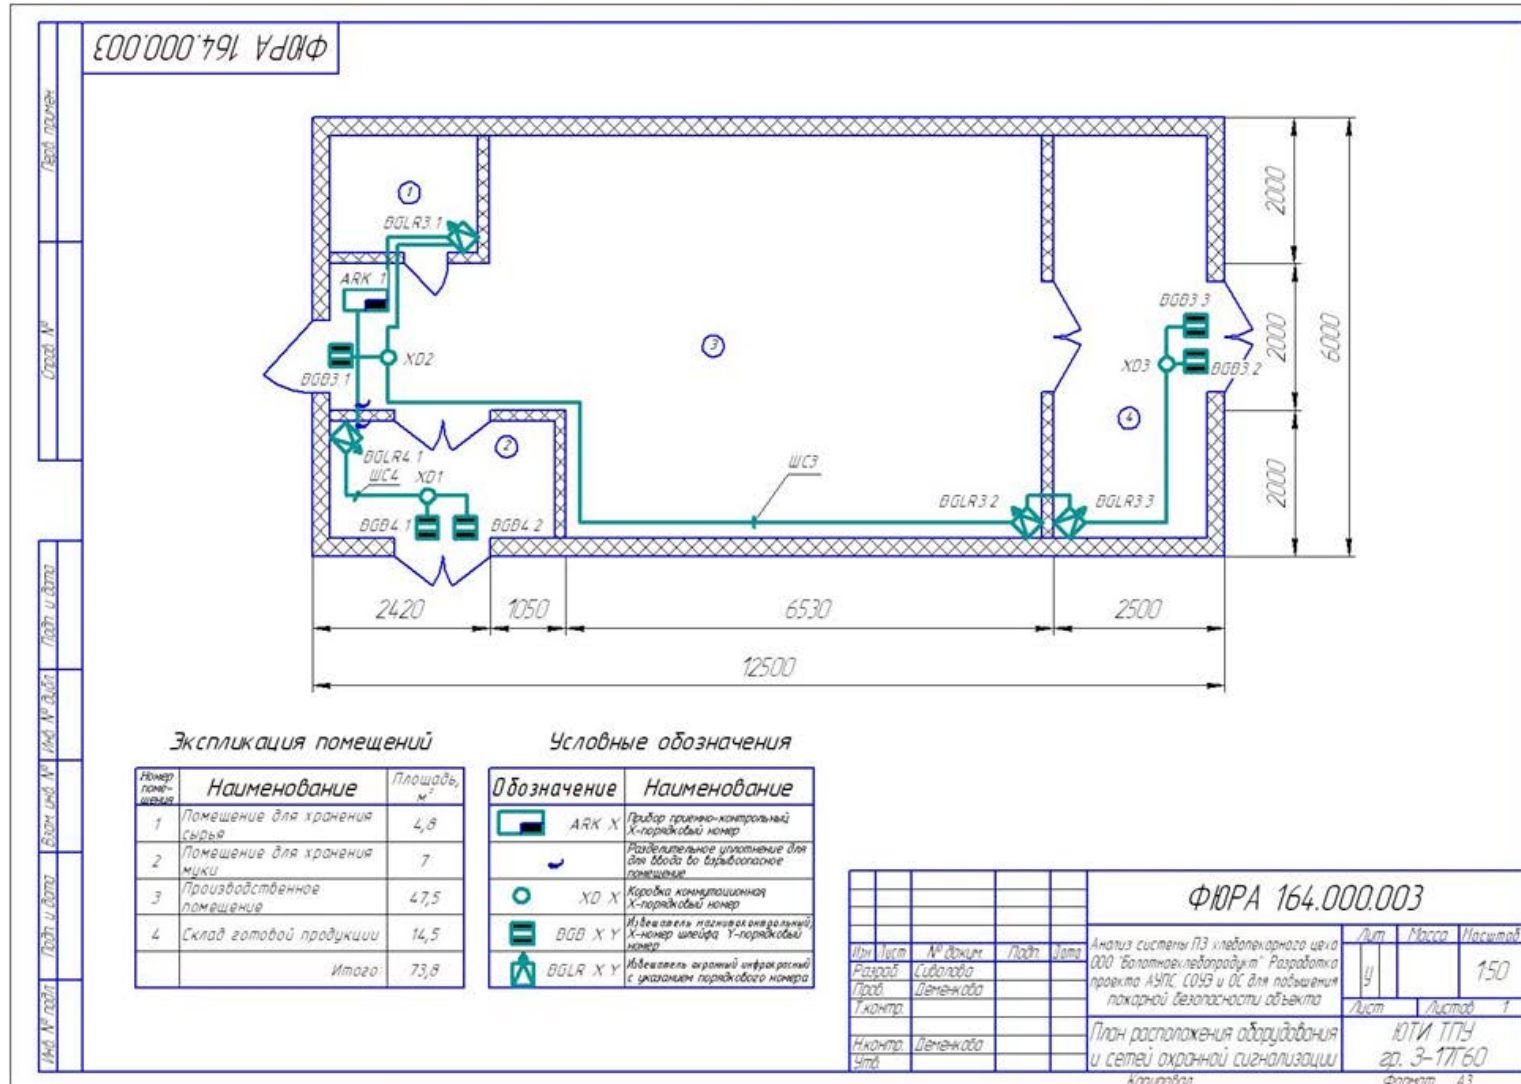 ФЮРА 164.000.003
Перв. примен.
Справ. №
Подп. и дата
Инв. № дубл.
Взам. инв. №
Подп. и дата
Инв. № подл.
1
BGLR3.1
ARK 1
2000
BGB3.3
3
XD2
2000
6000
BGB3.1
XD3
BGB3.2
4
2
BGLR4.1
ШС4
XD1
ШС3
2000
BGLR3.2
BGLR3.3
BGB4.1
BGB4.2
2420
1050
6530
2500
12500
Экспликация помещений
Номер поме-
щения
Наименование
Площадь,
м²
1
Помещение для хранения
сырья
4,8
2
Помещение для хранения
муки
7
3
Производственное
помещение
47,5
4
Склад готовой продукции
14,5
Итого:
73,8
Условные обозначения
Обозначение
Наименование
ARK X
Прибор приемно-контрольный,
X-порядковый номер
Разделительное уплотнение для
для ввода во взрывоопасное
помещение
XD X
Коробка коммутационная
X-порядковый номер
BGB X.Y
Извещатель магнитоконтрольный,
X-номер шлейфа, Y-порядковый
номер
BGLR X.Y
Извещатель охранный инфракрасный
с указанием порядкового номера
ФЮРА 164.000.003
Изм. Лист
№ докум.
Подп.
Дата
Разраб.
Сивалова
Пров.
Деменкова
Т.контр.
Н.контр.
Деменкова
Утв.
Анализ системы ПЗ хлебопекарного цеха
ООО "Болотноехлебопродукт". Разработка
проекта АУПС, СОУЭ и ОС для повышения
пожарной безопасности объекта
Лит.
Масса
Масштаб
у
1:50
Лист
Листов 1
План расположения оборудования
и сетей охранной сигнализации
ЮТИ ТПУ
гр. З-17Г60
Копировал
Формат А3